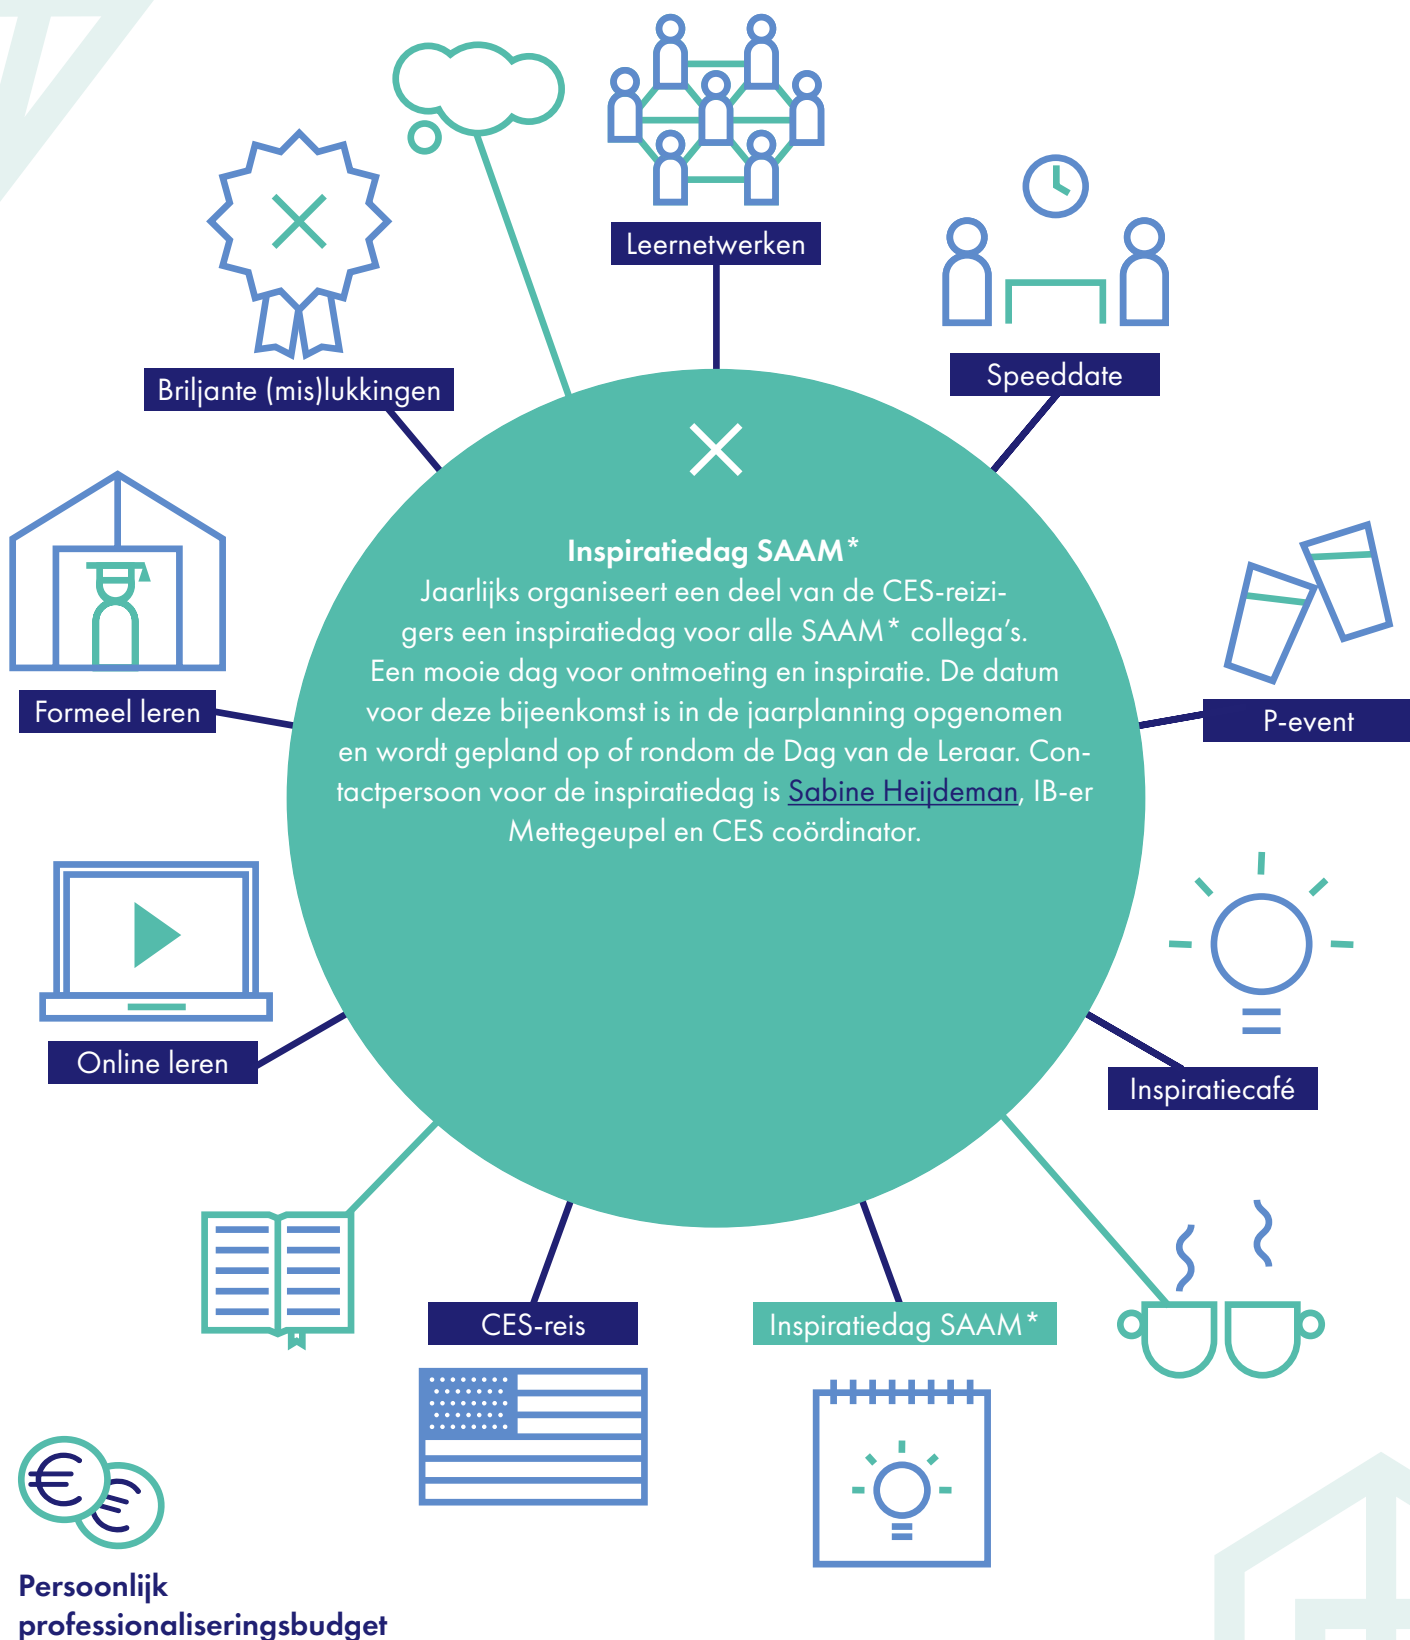 Leernetwerken
Speeddate
Briljante (mis)lukkingen
Inspiratiedag SAAM*
Jaarlijks organiseert een deel van de CES-reizi-
gers een inspiratiedag voor alle SAAM* collega's.
Een mooie dag voor ontmoeting en inspiratie. De datum
voor deze bijeenkomst is in de jaarplanning opgenomen
en wordt gepland op of rondom de Dag van de Leraar. Con-
tactpersoon voor de inspiratiedag is Sabine Heijdeman, IB-er
Mettegeupel en CES coördinator.
Formeel leren
P-event
Online leren
Inspiratiecafé
CES-reis
Inspiratiedag SAAM*
€
€
Persoonlijk
professionaliseringsbudget